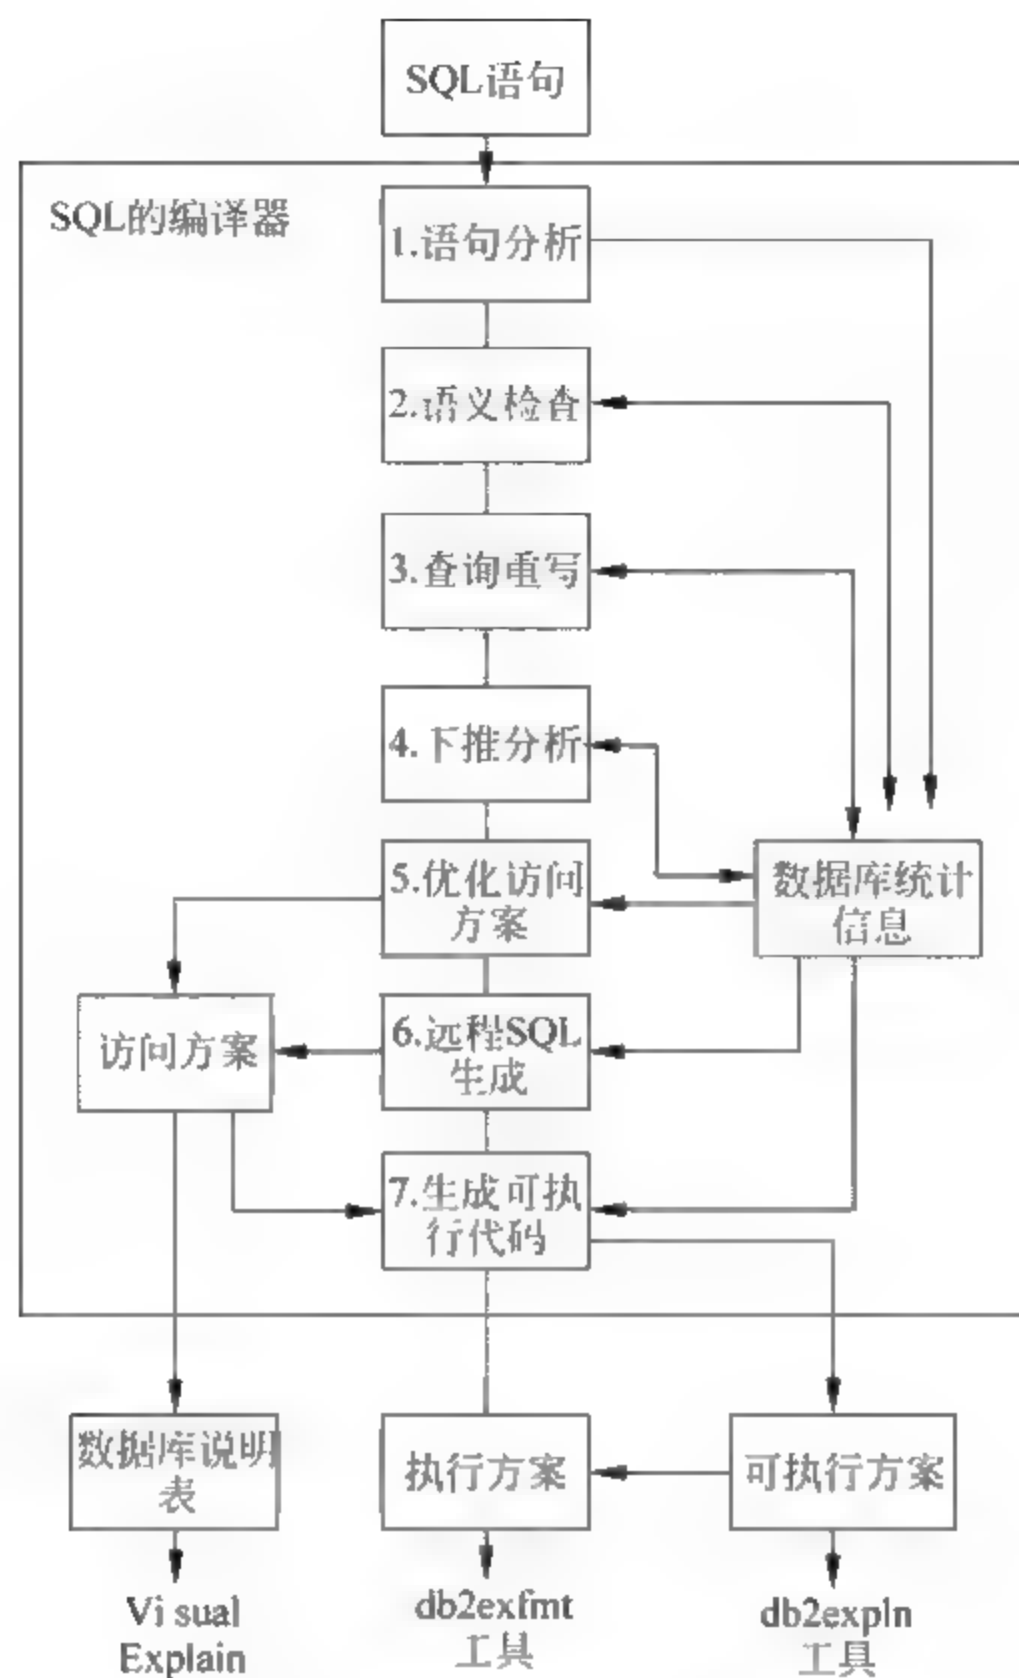 SQL语句
SQL的编译器
1.语句分析
2.语义检查
3.查询重写
4.下推分析
5.优化访问
方案
数据库统计
信息
访问方案
6.远程SQL
生成
7.生成可执
行代码
数据库说明
表
执行方案
可执行方案
Vi sual
Explain
db2exfmt
工具
db2expln
工具